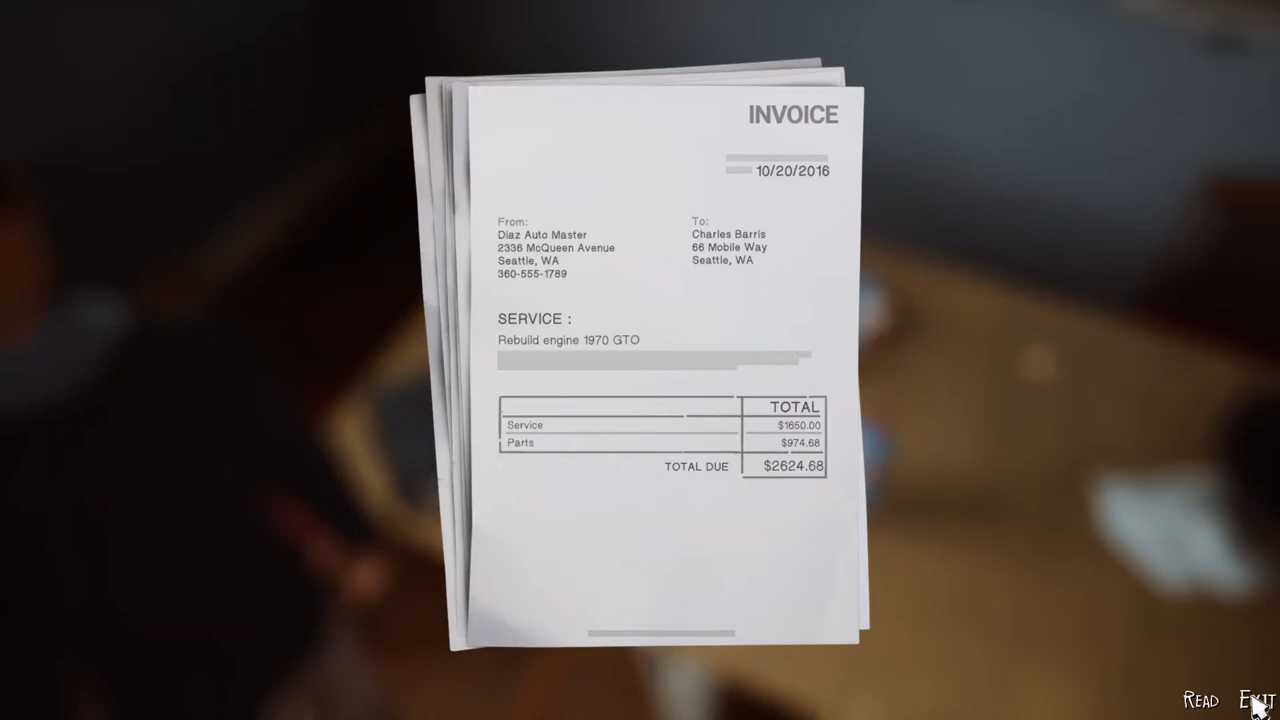 INVOICE
10/20/2016
From:
Diaz Auto Master
2336 McQueen Avenue
Seattle, WA
360-555-1789
To:
Charles Barris
66 Mobile Way
Seattle, WA
SERVICE :
Rebuild engine 1970 GTO
TOTAL
Service $1650.00
Parts $974.68
TOTAL DUE $2624.68
READ EXIT